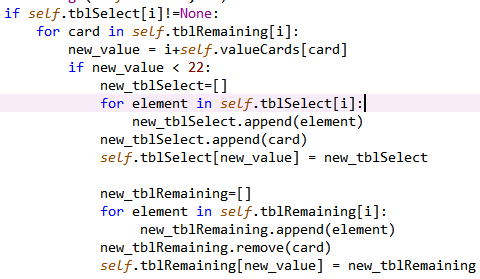 if self.tblSelect[i]!=None:
    for card in self.tblRemaining[i]:
        new_value = i+self.valueCards[card]
        if new_value < 22:
            new_tblSelect=[]
            for element in self.tblSelect[i]:
                new_tblSelect.append(element)
            new_tblSelect.append(card)
            self.tblSelect[new_value] = new_tblSelect

            new_tblRemaining=[]
            for element in self.tblRemaining[i]:
                 new_tblRemaining.append(element)
            new_tblRemaining.remove(card)
            self.tblRemaining[new_value] = new_tblRemaining